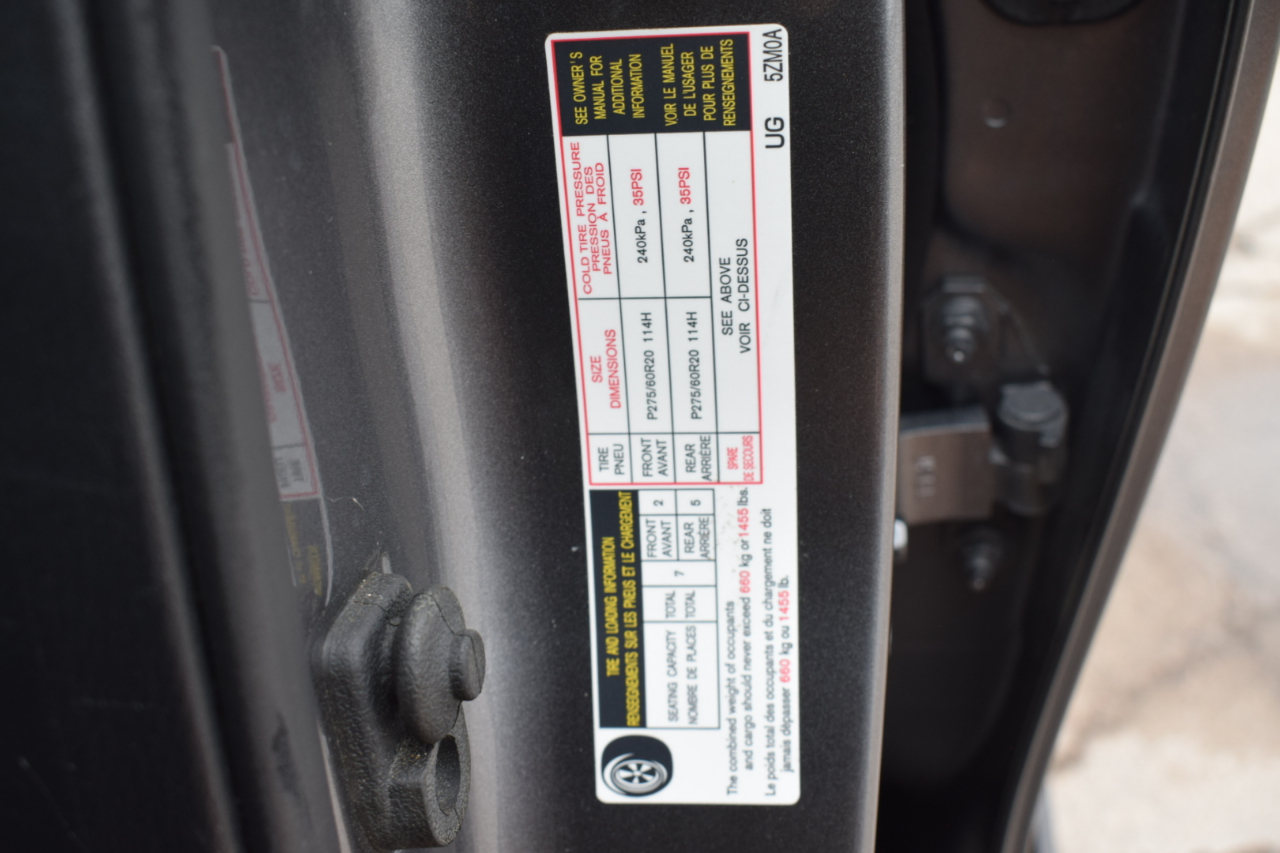 TIRE AND LOADING INFORMATION
RENSEIGNEMENTS SUR LES PNEUS ET LE CHARGEMENT
SEATING CAPACITY TOTAL 7 FRONT 2
NOMBRE DE PLACES TOTAL AVANT
REAR 5
ARRIÈRE
The combined weight of occupants
and cargo should never exceed 660 kg or 1455 lbs.
Le poids total des occupants et du chargement ne doit
jamais dépasser 660 kg ou 1455 lb.
TIRE
PNEU
SIZE
DIMENSIONS
COLD TIRE PRESSURE
PRESSION DES
PNEUS À FROID
FRONT
AVANT
P275/60R20 114H
240kPa, 35PSI
REAR
ARRIÈRE
P275/60R20 114H
240kPa, 35PSI
SPARE
DE SECOURS
SEE ABOVE
VOIR CI-DESSUS
SEE OWNER'S
MANUAL FOR
ADDITIONAL
INFORMATION
VOIR LE MANUEL
DE L'USAGER
POUR PLUS DE
RENSEIGNEMENTS
UG 5ZM0A